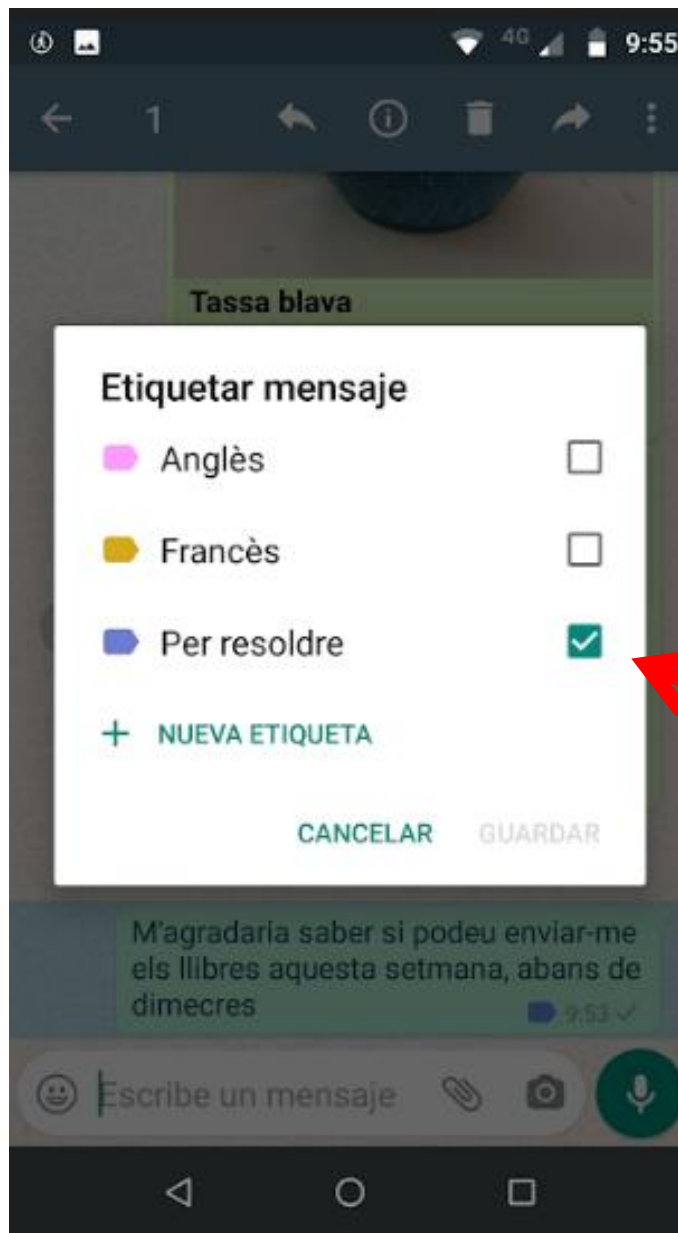 4G 9:55
1
Tassa blava
Etiquetar mensaje
Anglès
Francès
Per resoldre
+ NUEVA ETIQUETA
CANCELAR GUARDAR
M'agradaria saber si podeu enviar-me
els llibres aquesta setmana, abans de
dimecres 9:53
Escribe un mensaje